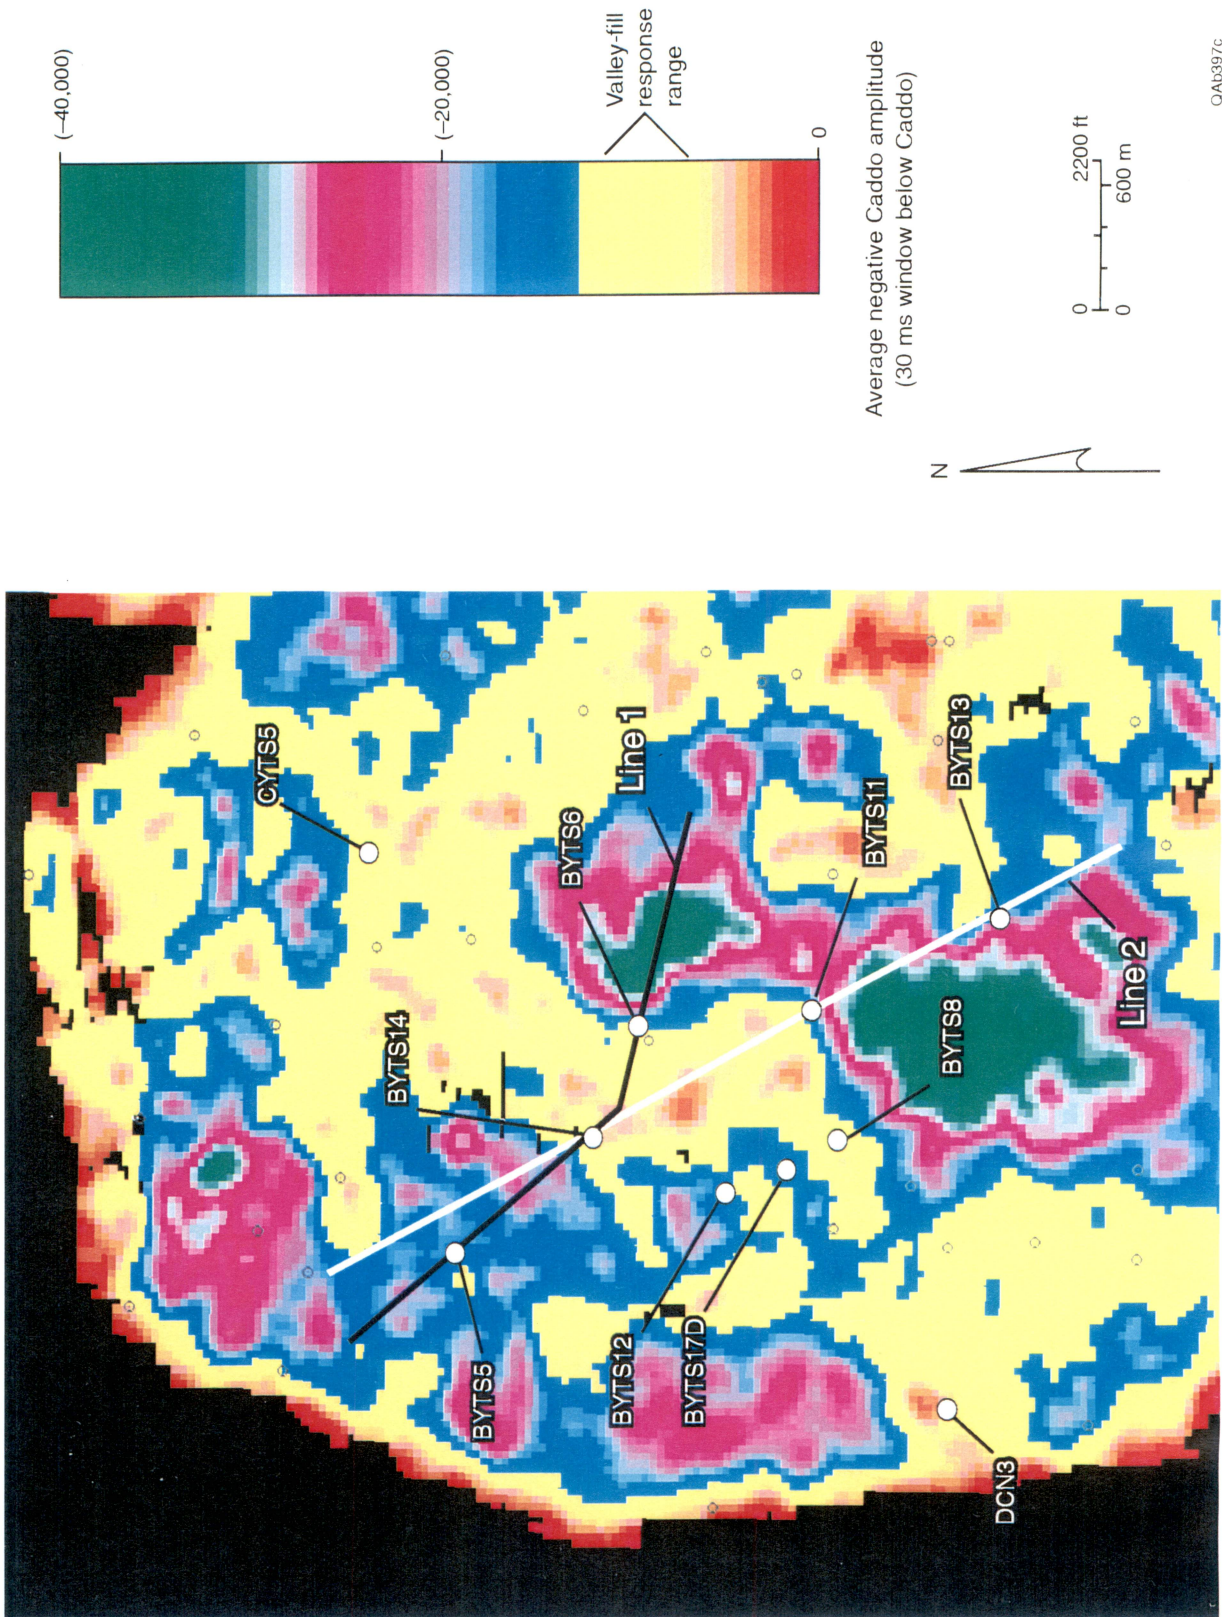 (–40,000)
(–20,000)
Valley-fill
response
range
0
Average negative Caddo amplitude
(30 ms window below Caddo)
0
2200 ft
0
600 m
N
QAb397c
CYTS5
BYTS14
BYTS6
Line 1
BYTS11
BYTS13
BYTS5
BYTS12
BYTS17D
BYTS8
Line 2
DCN3